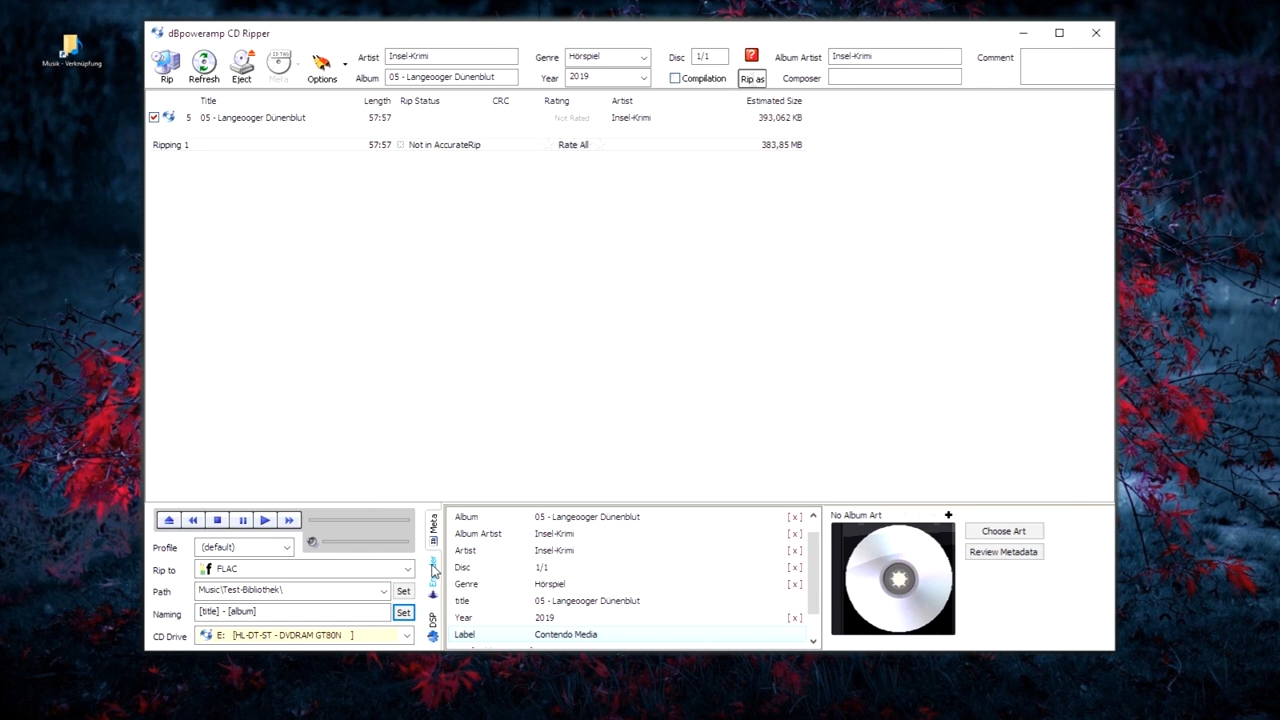 Musik - Verknüpfung
dBpoweramp CD Ripper
Rip
Refresh
Eject
ID TAG
Meta
Options
Artist Insel-Krimi
Album 05 - Langeooger Dünenblut
Genre Hörspiel
Year 2019
Disc 1/1
Compilation
Rip as
Album Artist Insel-Krimi
Composer
Comment
Title Length Rip Status CRC Rating Artist Estimated Size
5 05 - Langeooger Dünenblut 57:57 Not Rated Insel-Krimi 393,062 KB
Ripping 1 57:57 Not in AccurateRip Rate All 383,85 MB
Profile (default)
Rip to FLAC
Path Music\Test-Bibliothek\ Set
Naming [title] - [album] Set
CD Drive E: [HL-DT-ST - DVDRAM GT80N ]
Meta
DSP
Album 05 - Langeooger Dünenblut [ x ]
Album Artist Insel-Krimi [ x ]
Artist Insel-Krimi [ x ]
Disc 1/1 [ x ]
Genre Hörspiel [ x ]
title 05 - Langeooger Dünenblut
Year 2019 [ x ]
Label Contendo Media
No Album Art
Choose Art
Review Metadata